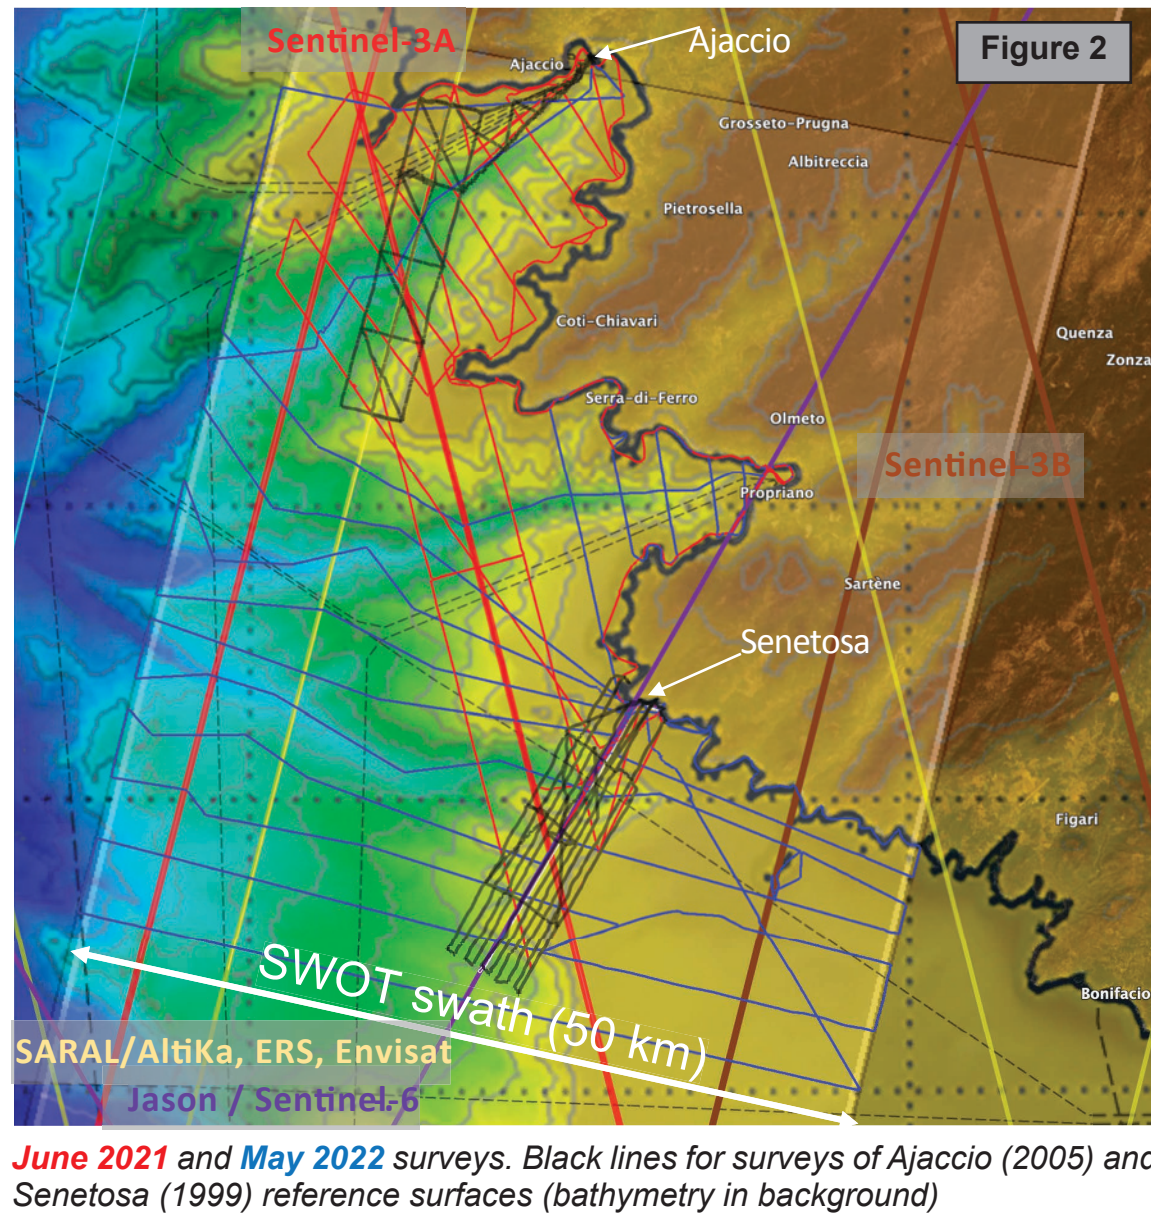 Sentinel-3A
Ajaccio
Figure 2
Ajaccio
Grosseto-Prugna
Albitreccia
Pietrosella
Coti-Chiavari
Quenza
Zonza
Serra-di-Ferro
Olmeto
Sentinel-3B
Propriano
Sartène
Senetosa
Figari
SWOT swath (50 km)
Bonifacio
SARAL/AltiKa, ERS, Envisat
Jason / Sentinel-6
June 2021 and May 2022 surveys. Black lines for surveys of Ajaccio (2005) and
Senetosa (1999) reference surfaces (bathymetry in background)